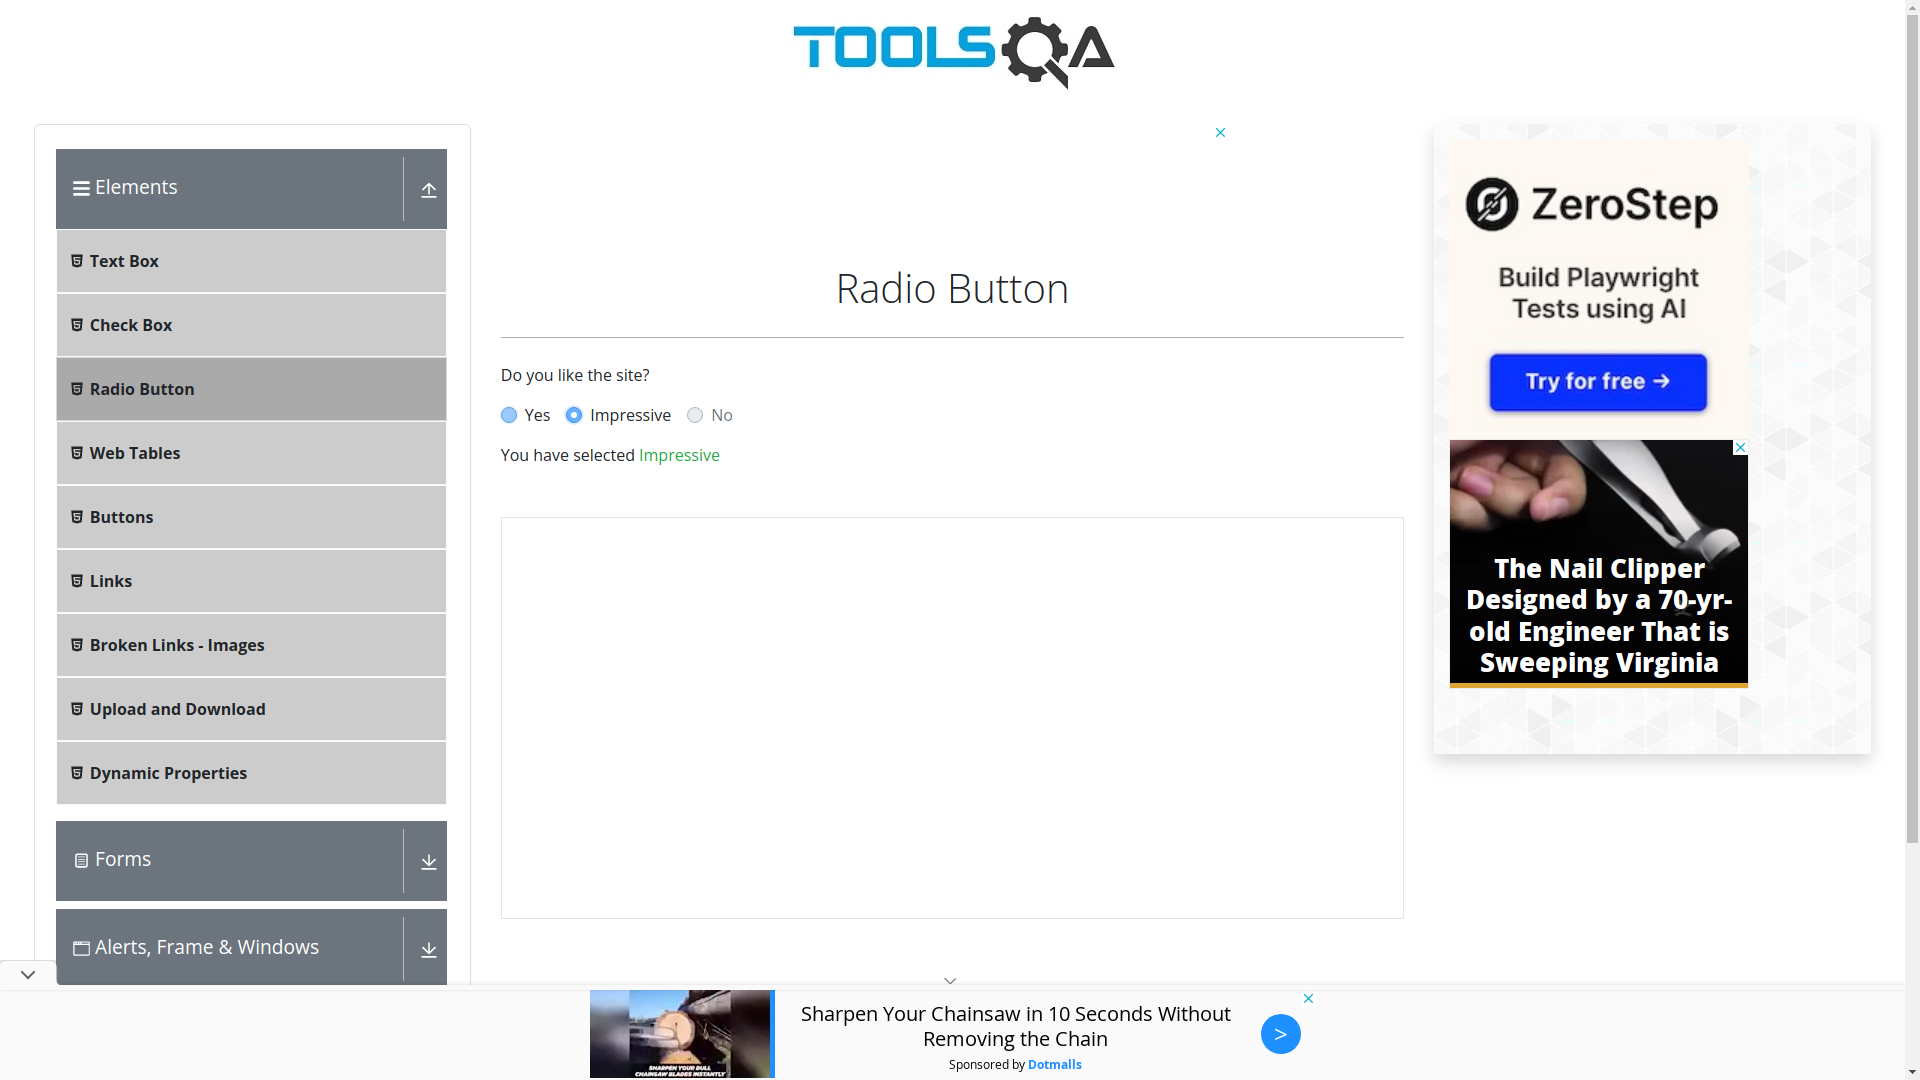 TOOLSQA
Elements
Text Box
Check Box
Radio Button
Web Tables
Buttons
Links
Broken Links - Images
Upload and Download
Dynamic Properties
Forms
Alerts, Frame & Windows
Radio Button
Do you like the site?
Yes Impressive No
You have selected Impressive
ZeroStep
Build Playwright
Tests using AI
Try for free →
The Nail Clipper
Designed by a 70-yr-
old Engineer That is
Sweeping Virginia
SHARPEN YOUR DULL
CHAINSAW BLADES INSTANTLY
Sharpen Your Chainsaw in 10 Seconds Without
Removing the Chain
Sponsored by Dotmalls
>